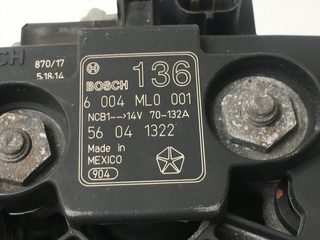 CH
870/17
5.18.14
BOSCH 136
6 004 ML0 001
NCB1-->14V 70-132A
56 04 1322
Made in
MEXICO
904